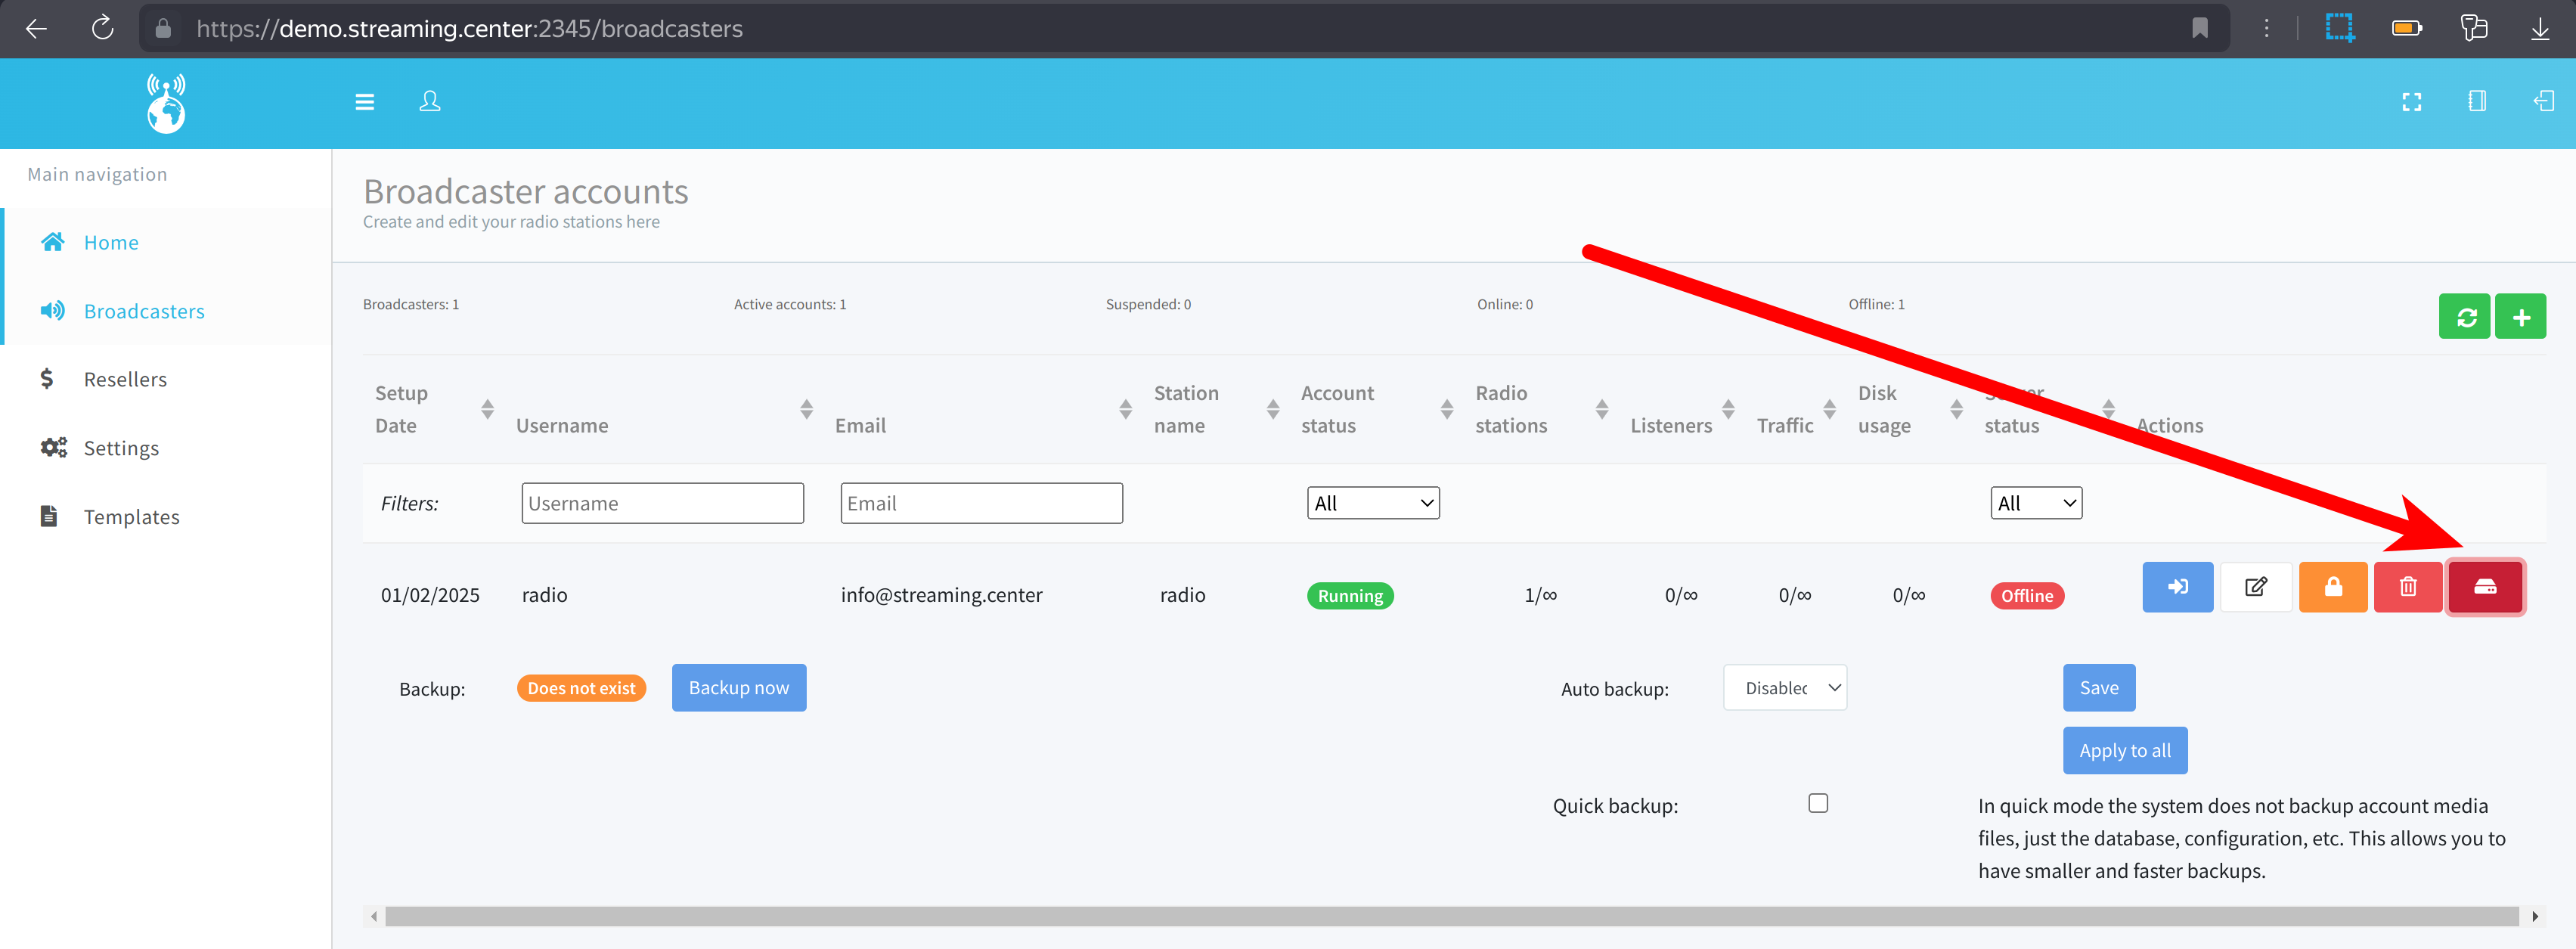 https://demo.streaming.center:2345/broadcasters
Main navigation
Home
Broadcasters
Resellers
Settings
Templates
Broadcaster accounts
Create and edit your radio stations here
Broadcasters: 1 Active accounts: 1 Suspended: 0 Online: 0 Offline: 1
Setup Date Username Email Station name Account status Radio stations Listeners Traffic Disk usage status Actions
Filters: Username Email All All
01/02/2025 radio info@streaming.center radio Running 1/∞ 0/∞ 0/∞ 0/∞ Offline
Backup: Does not exist Backup now Auto backup: Disabled Save
Apply to all
Quick backup: In quick mode the system does not backup account media
files, just the database, configuration, etc. This allows you to
have smaller and faster backups.